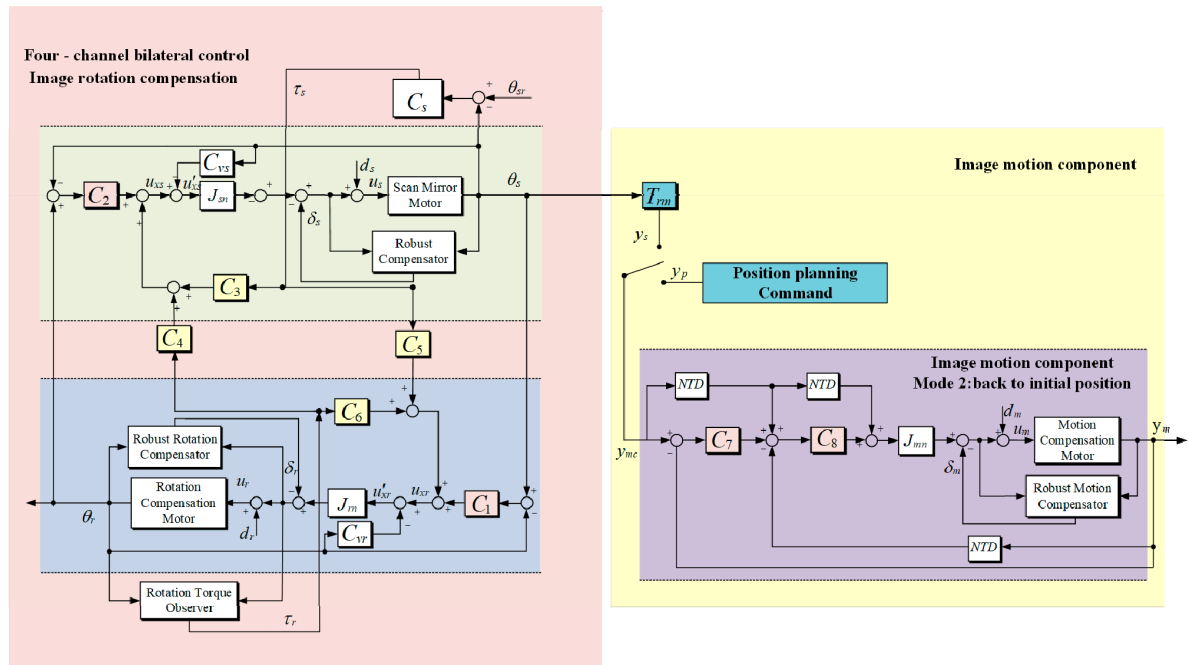 Four - channel bilateral control
Image rotation compensation
τs
Cs
+
−
θsr
Cvs
ds
−
C2
+
uxs
+
−
u'xs
Jsn
−
+
+
−
δs
+
us
Scan Mirror
Motor
θs
Robust
Compensator
+
+
C3
+
+
C4
C5
C6
+
+
Robust Rotation
Compensator
δr
ur
Rotation
Compensation
Motor
θr
+
+
dr
−
+
Jrn
u'xr
+
−
uxr
+
+
C1
+
−
Cvr
Rotation Torque
Observer
τr
Image motion component
Trm
ys
yp
Position planning
Command
Image motion component
Mode 2:back to initial position
NTD
NTD
ymc
+
−
C7
+
+
−
C8
+
+
Jmn
+
−
δm
dm
+
+
um
Motion
Compensation
Motor
ym
Robust Motion
Compensator
NTD